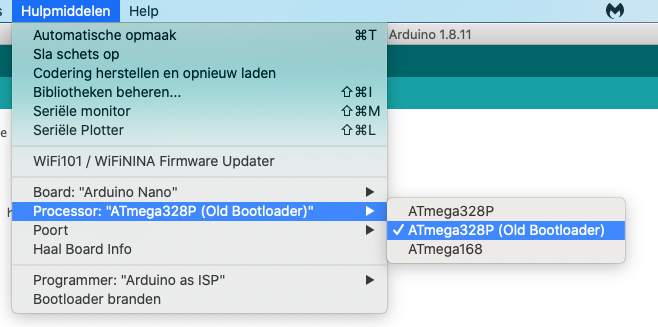 s Hulpmiddelen Help
Arduino 1.8.11
Automatische opmaak ⌘T
Sla schets op
Codering herstellen en opnieuw laden
Bibliotheken beheren... ⇧⌘I
Seriële monitor ⇧⌘M
Seriële Plotter ⇧⌘L
e
WiFi101 / WiFiNINA Firmware Updater
Board: "Arduino Nano"
Processor: "ATmega328P (Old Bootloader)"
Poort
Haal Board Info
Programmer: "Arduino as ISP"
Bootloader branden
ATmega328P
✓ ATmega328P (Old Bootloader)
ATmega168